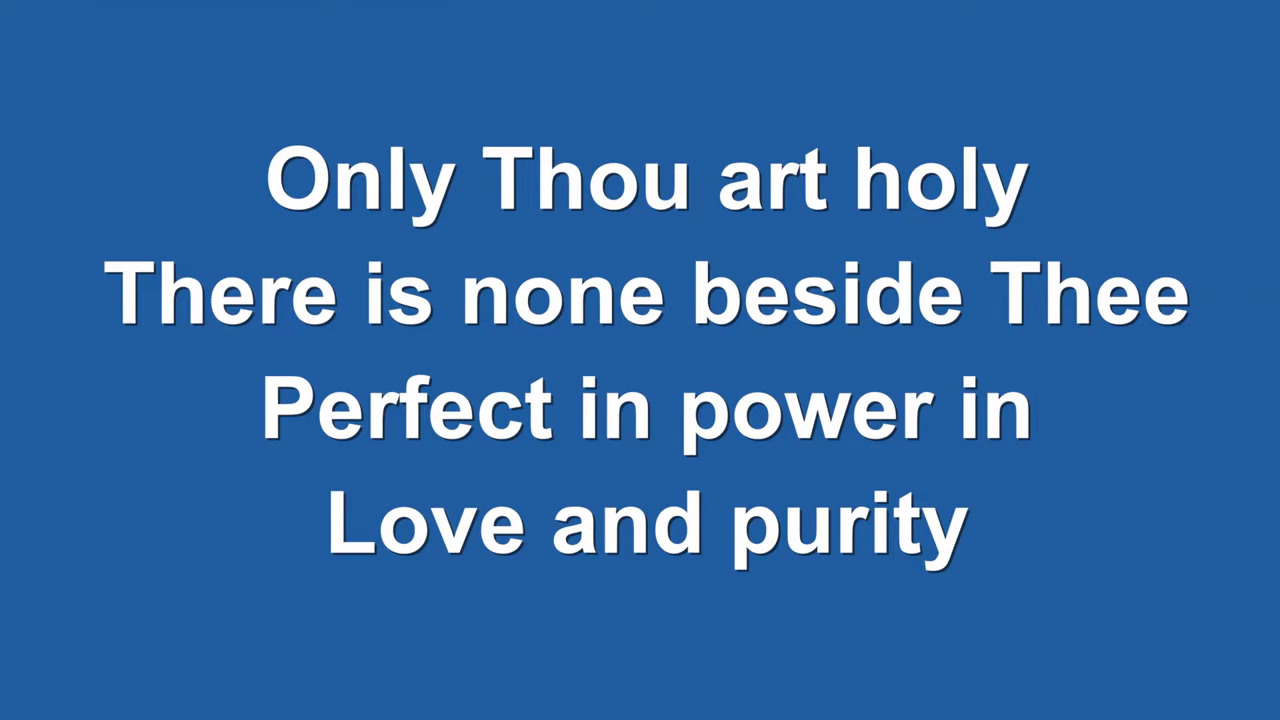 Only Thou art holy
There is none beside Thee
Perfect in power in
Love and purity